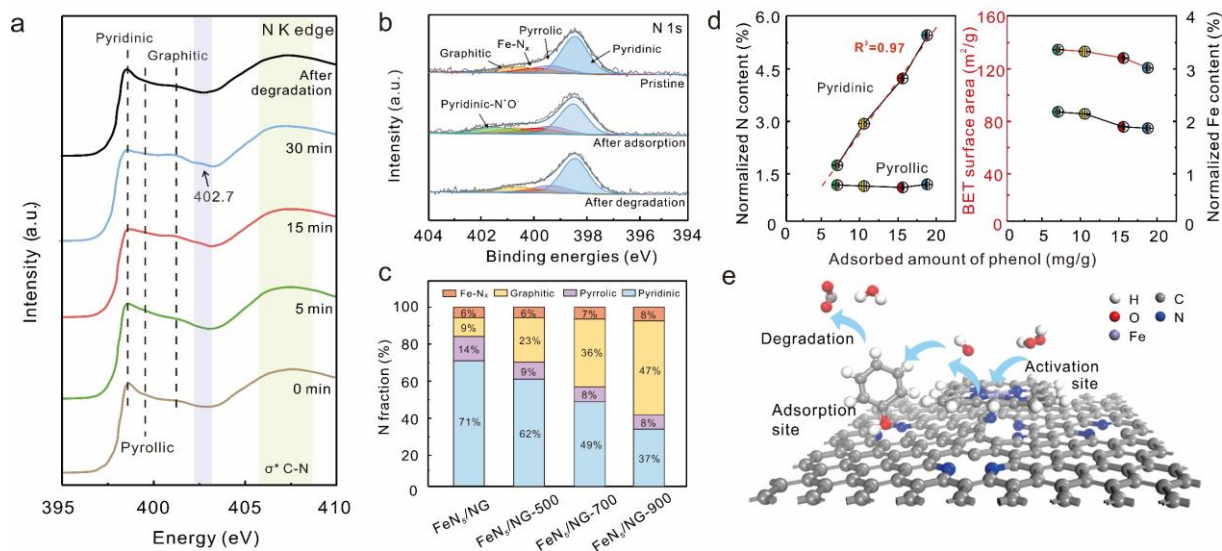 a
N K edge
Pyridinic
Graphitic
After
degradation
30 min
402.7
15 min
5 min
0 min
Pyrollic
σ* C-N
Intensity (a.u.)
395 400 405 410
Energy (eV)
b
N 1s
Pyrrolic
Fe-Nx
Graphitic
Pyridinic
Pristine
Pyridinic-N+O-
After adsorption
After degradation
Intensity (a.u.)
404 402 400 398 396 394
Binding energies (eV)
c
Fe-Nx Graphitic Pyrrolic Pyridinic
N fraction (%)
100
80
60
40
20
0
6% 6% 7% 8%
9% 23% 36% 47%
14% 9% 8% 8%
71% 62% 49% 37%
FeN5/NG FeN5/NG-500 FeN5/NG-700 FeN5/NG-900
d
Normalized N content (%)
6.0
4.5
3.0
1.5
0
R²=0.97
Pyridinic
Pyrollic
0 5 10 15 20
BET surface area (m²/g)
160
120
80
40
0
Normalized Fe content (%)
4
3
2
1
0
0 5 10 15 20
Adsorbed amount of phenol (mg/g)
e
H C
O N
Fe
Degradation
Activation
site
Adsorption
site